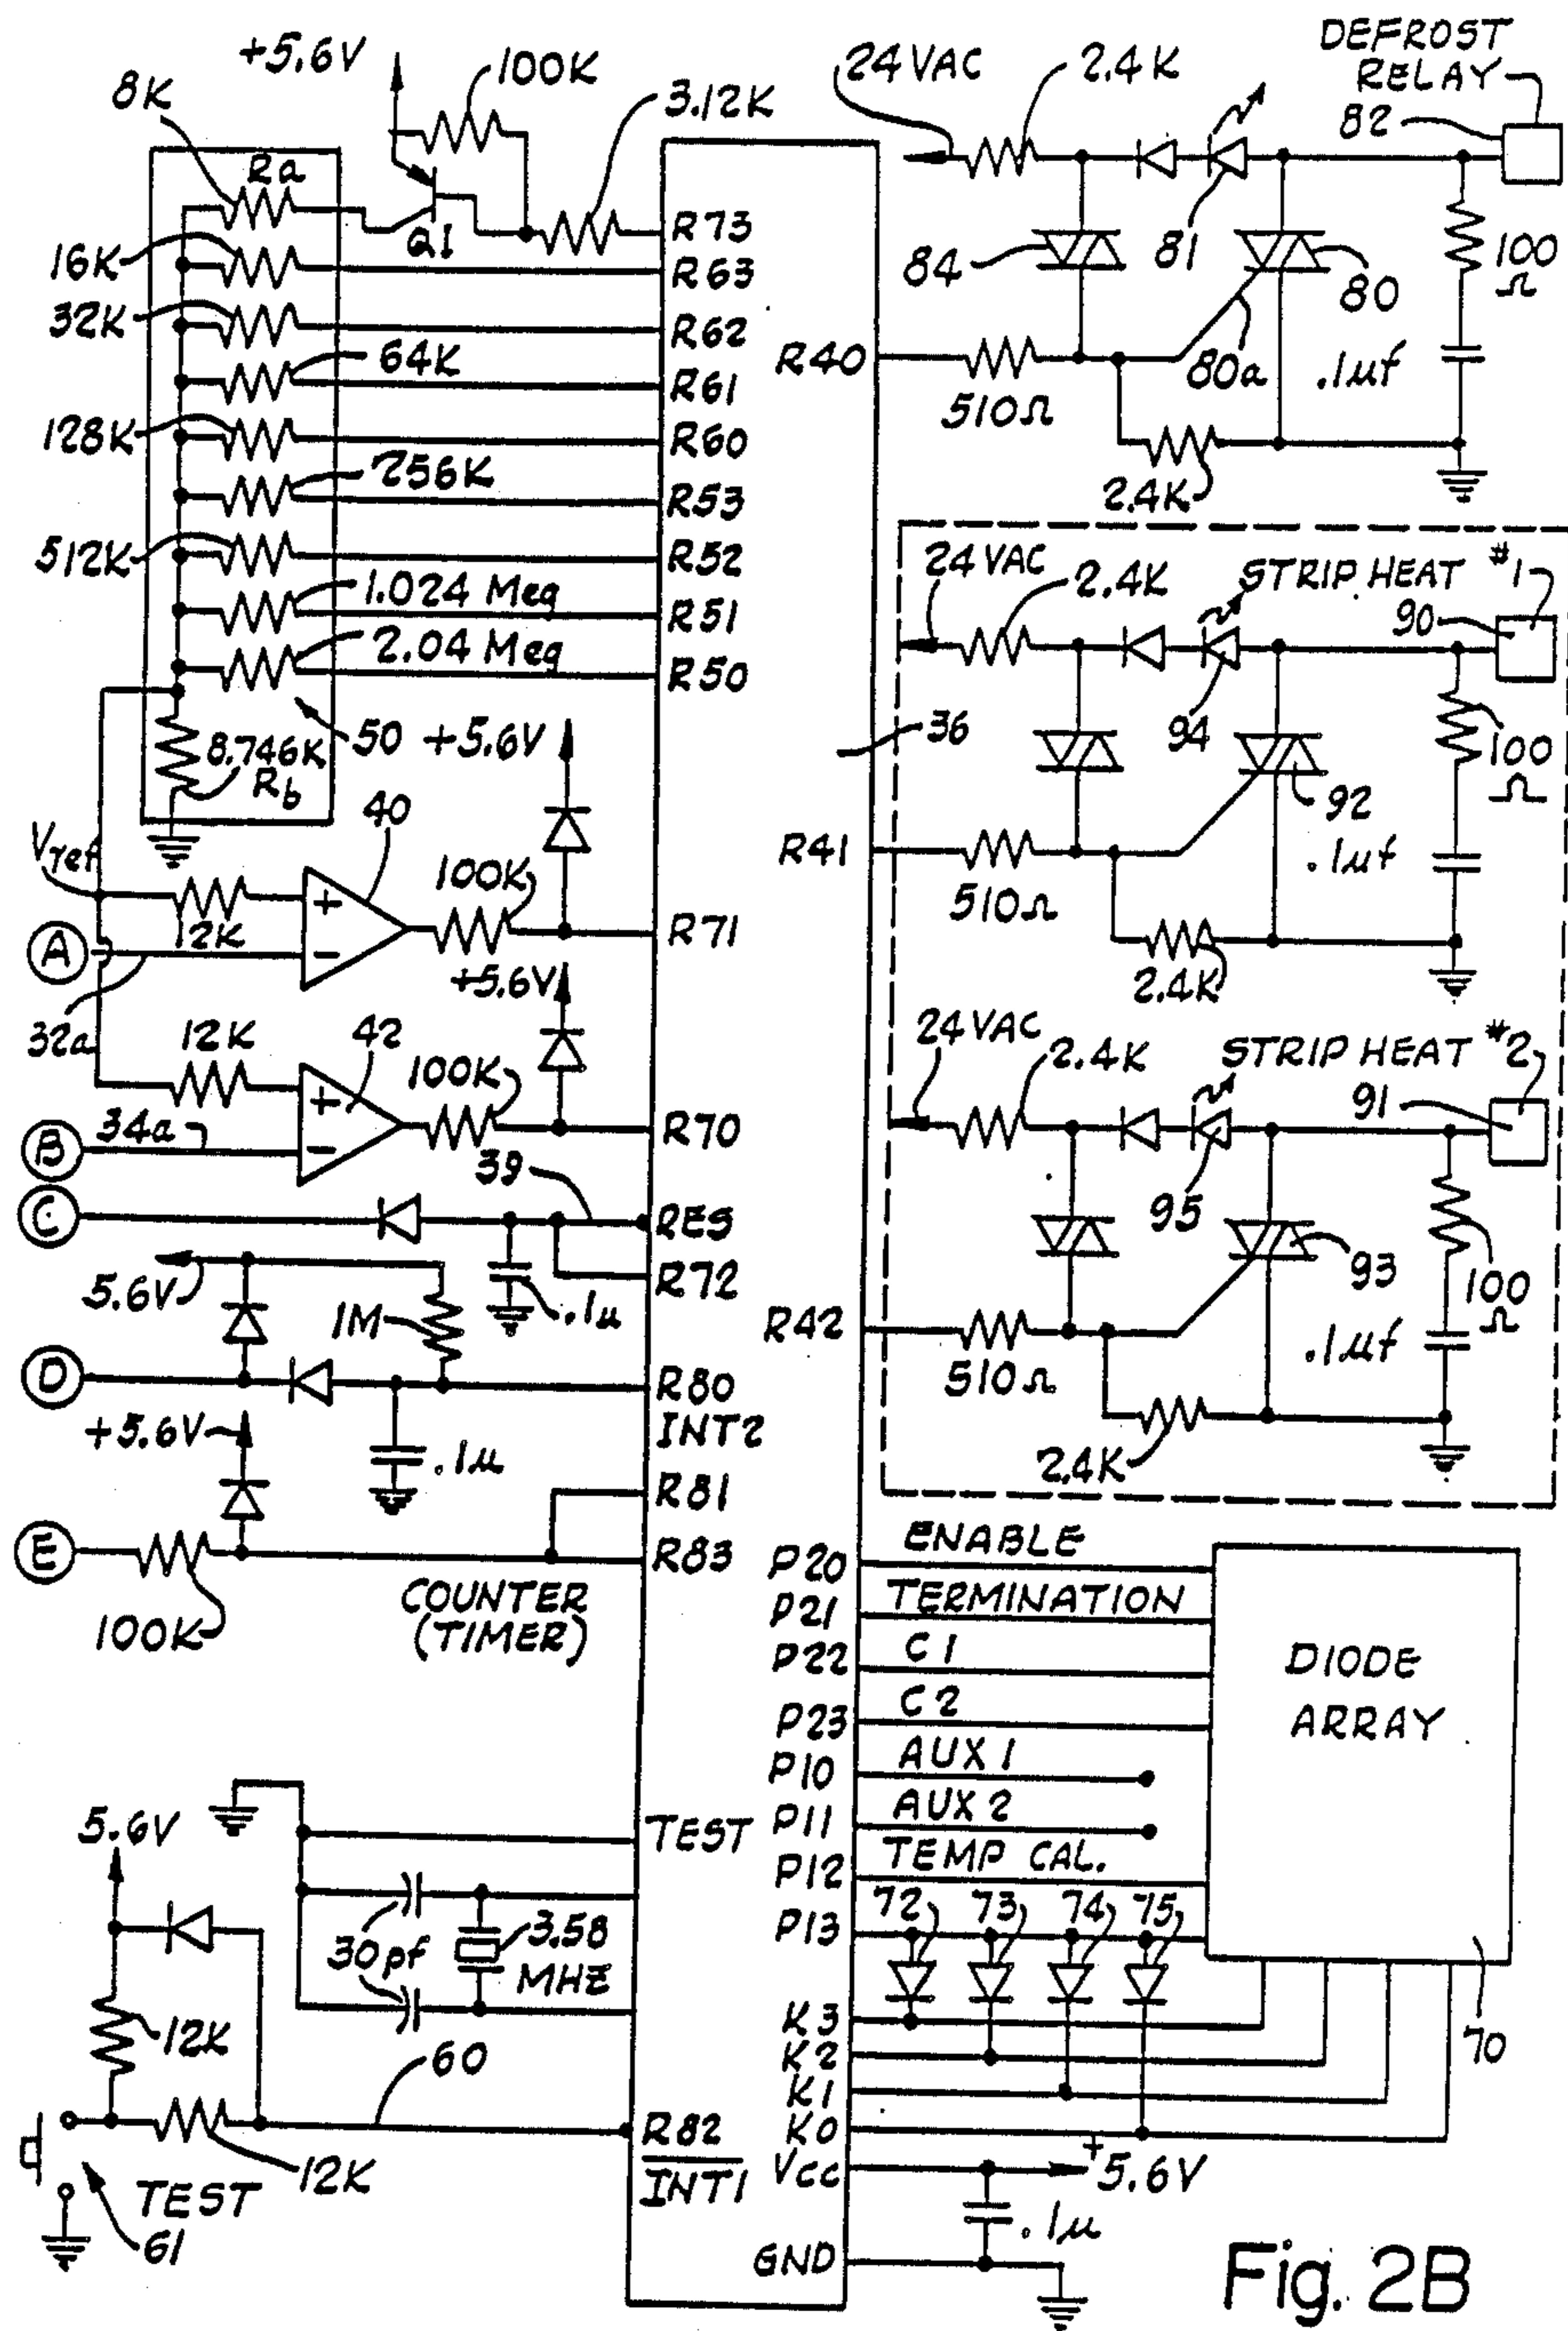 +5.6V
100K
8K
3.12K
Ra
Q1
16K
32K
64K
128K
256K
512K
1.024 Meg
2.04 Meg
50
+5.6V
8.746K
Rb
40
Vref
12K
100K
A
+5.6V
32a
12K
42
100K
34a
B
39
C
5.6V
1M
.1µ
D
+5.6V
.1µ
E
100K
COUNTER
(TIMER)
5.6V
30pf
3.58
MHZ
12K
60
12K
TEST
61
R73
R63
R62
R61
R60
R53
R52
R51
R50
R71
R70
RES
R72
R80
INT2
R81
R83
TEST
R82
INT1
36
R40
R41
R42
P20
P21
P22
P23
P10
P11
P12
P13
K3
K2
K1
K0
Vcc
GND
24VAC
2.4K
DEFROST
RELAY
82
84
81
80
100
Ω
80a
.1µf
510Ω
2.4K
24VAC
2.4K
STRIP HEAT #1
90
94
92
100
Ω
.1µf
510Ω
2.4K
24VAC
2.4K
STRIP HEAT #2
91
95
93
100
Ω
.1µf
510Ω
2.4K
ENABLE
TERMINATION
C1
C2
AUX 1
AUX 2
TEMP CAL.
72
73
74
75
DIODE
ARRAY
70
+5.6V
.1µ
Fig. 2B